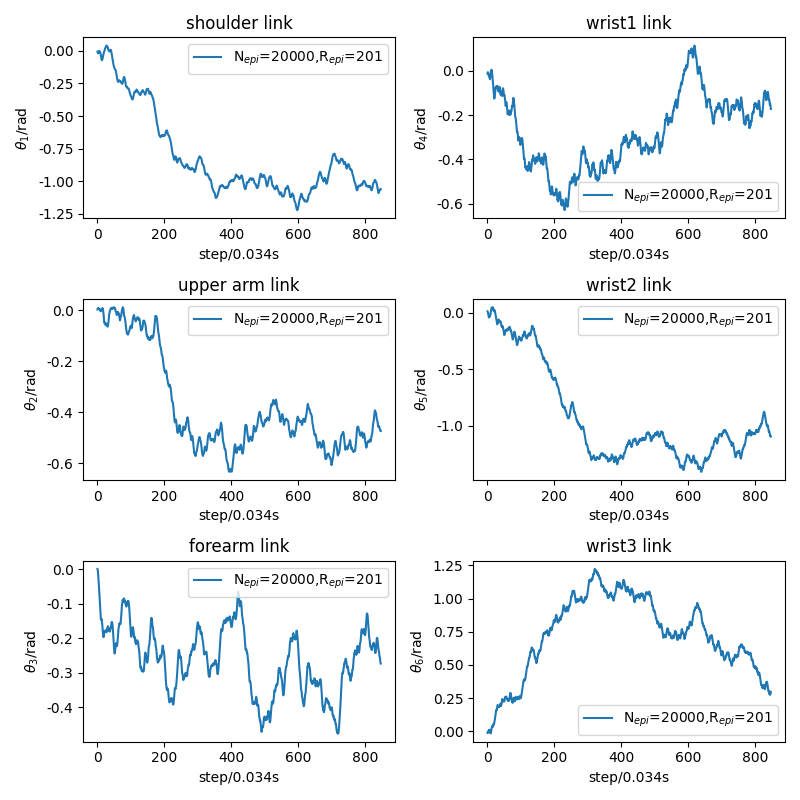 shoulder link
0.00
-0.25
-0.50
-0.75
-1.00
-1.25
θ1/rad
N_epi=20000,R_epi=201
0 200 400 600 800
step/0.034s
wrist1 link
0.0
-0.2
-0.4
-0.6
θ4/rad
N_epi=20000,R_epi=201
0 200 400 600 800
step/0.034s
upper arm link
0.0
-0.2
-0.4
-0.6
θ2/rad
N_epi=20000,R_epi=201
0 200 400 600 800
step/0.034s
wrist2 link
0.0
-0.5
-1.0
θ5/rad
N_epi=20000,R_epi=201
0 200 400 600 800
step/0.034s
forearm link
0.0
-0.1
-0.2
-0.3
-0.4
θ3/rad
N_epi=20000,R_epi=201
0 200 400 600 800
step/0.034s
wrist3 link
1.25
1.00
0.75
0.50
0.25
0.00
θ6/rad
N_epi=20000,R_epi=201
0 200 400 600 800
step/0.034s